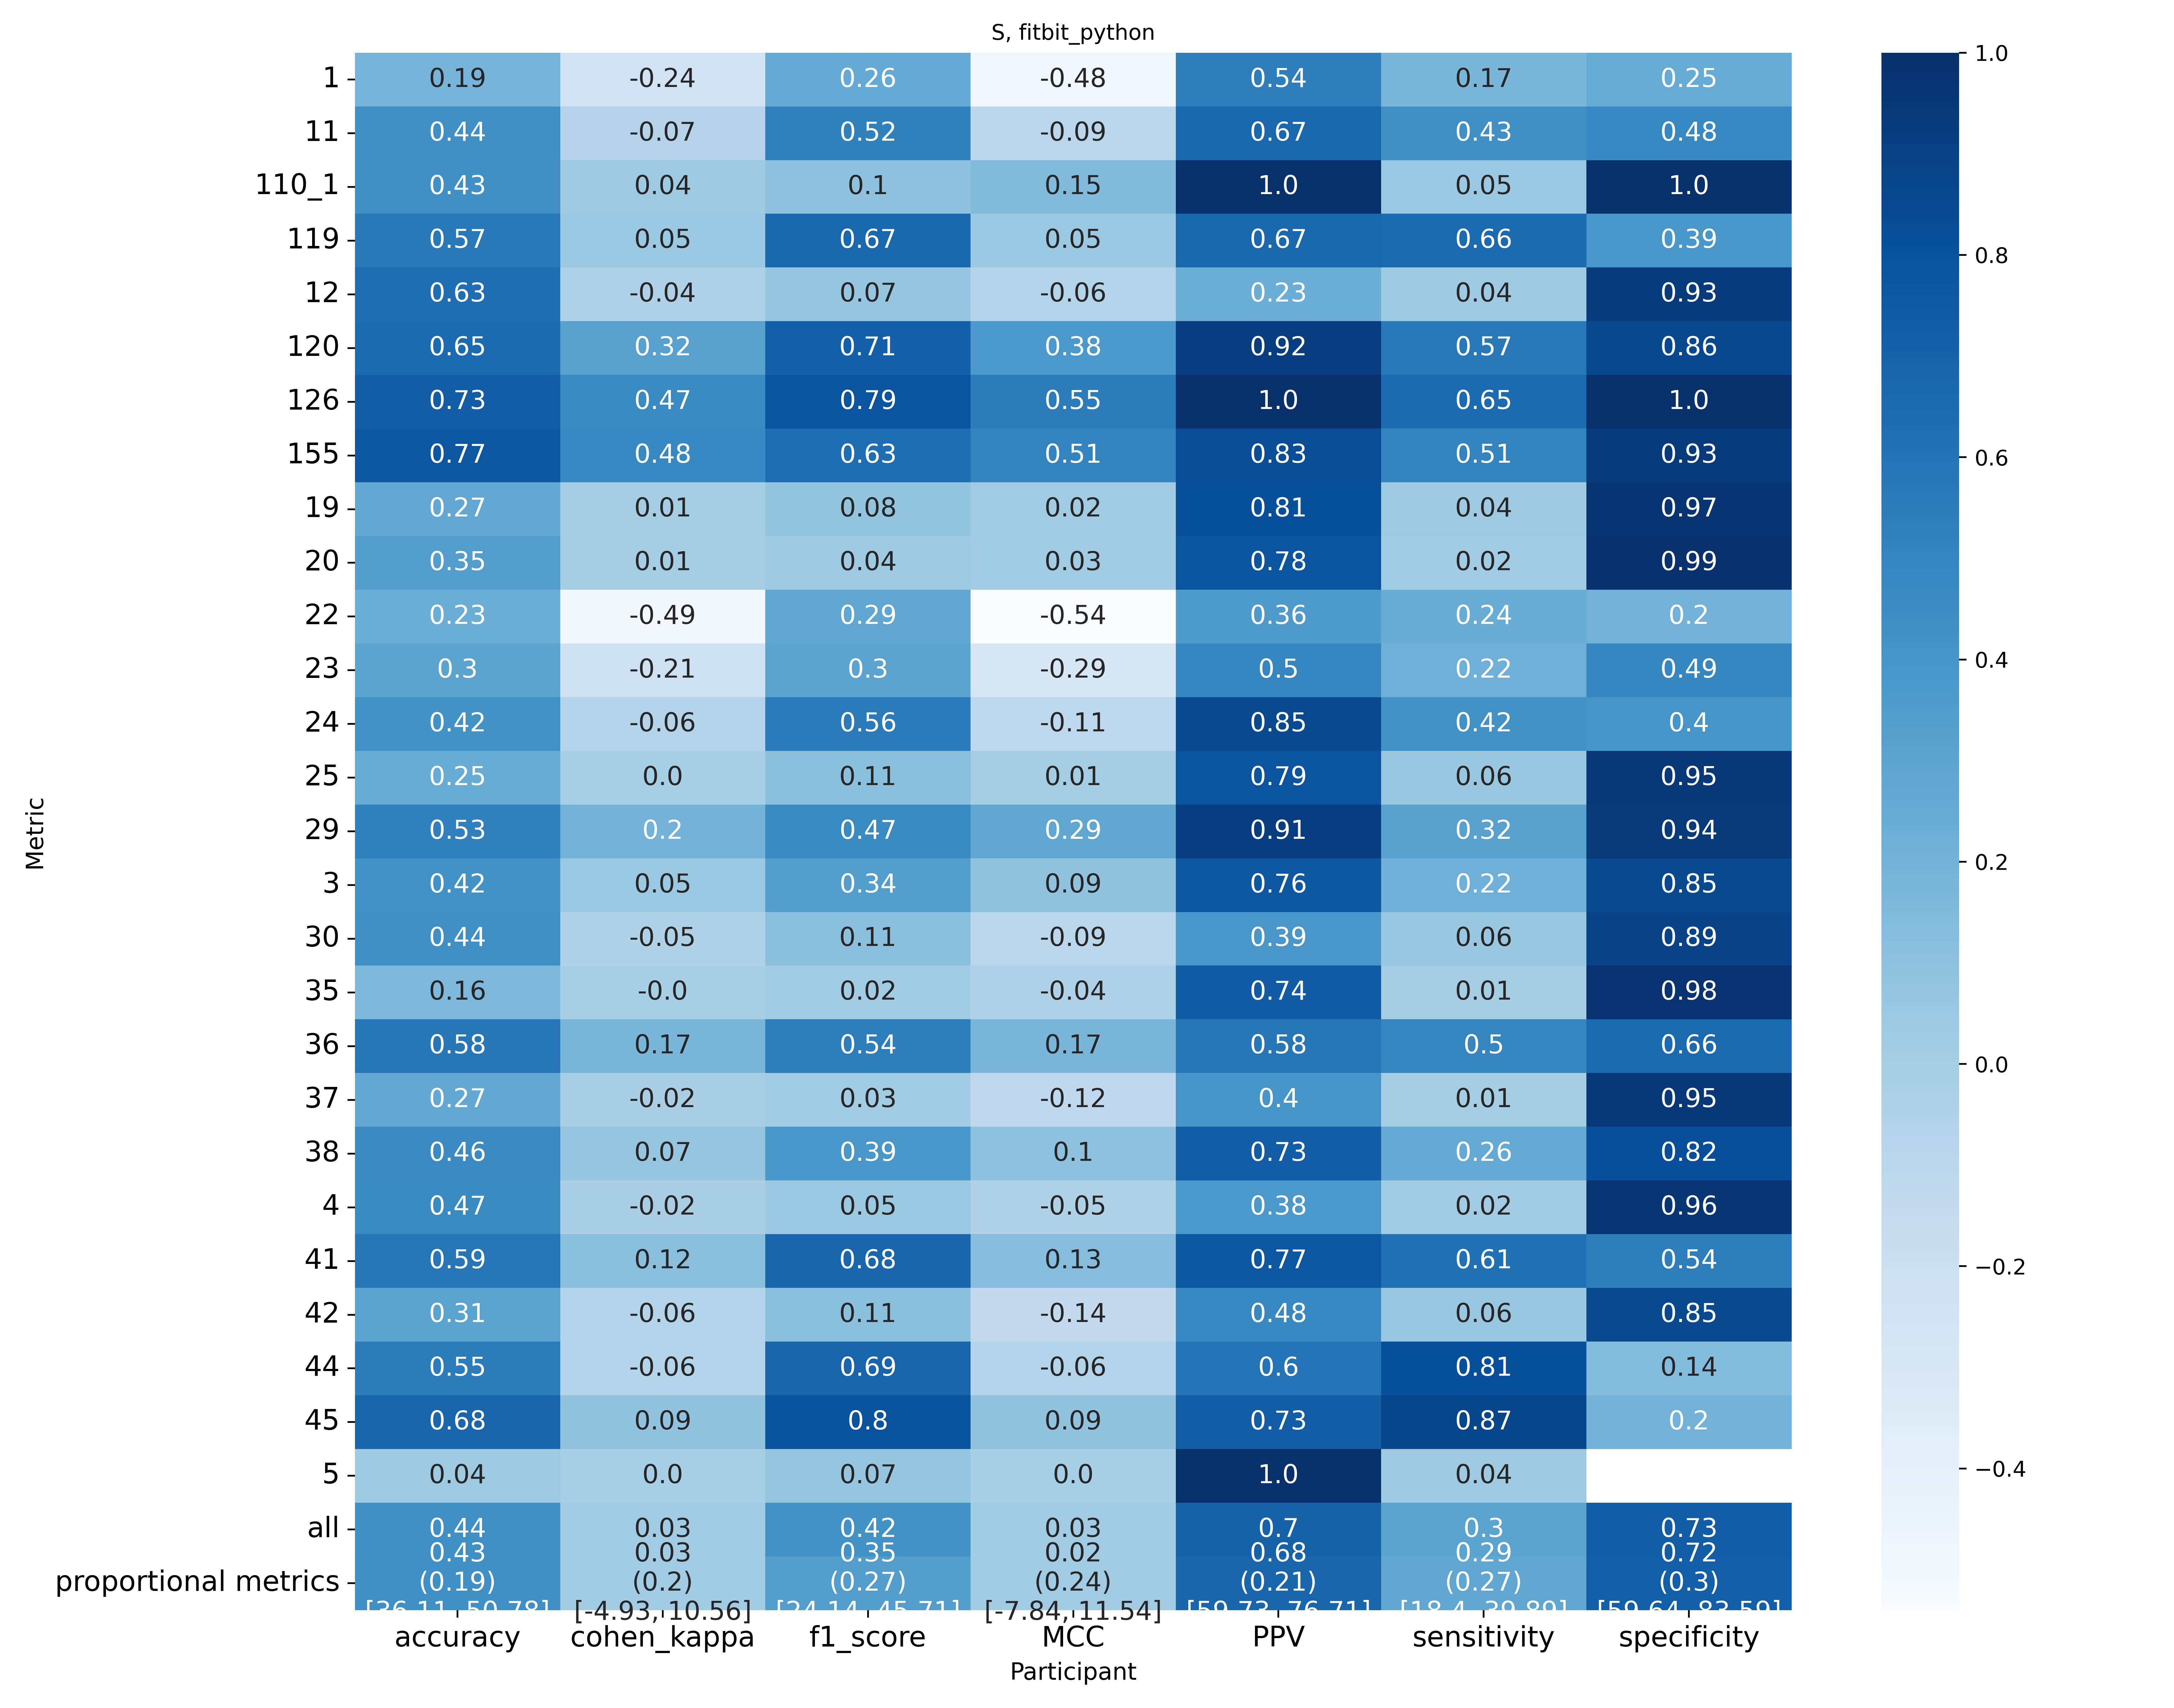 S, fitbit_python
1 0.19 -0.24 0.26 -0.48 0.54 0.17 0.25
11 0.44 -0.07 0.52 -0.09 0.67 0.43 0.48
110_1 0.43 0.04 0.1 0.15 1.0 0.05 1.0
119 0.57 0.05 0.67 0.05 0.67 0.66 0.39
12 0.63 -0.04 0.07 -0.06 0.23 0.04 0.93
120 0.65 0.32 0.71 0.38 0.92 0.57 0.86
126 0.73 0.47 0.79 0.55 1.0 0.65 1.0
155 0.77 0.48 0.63 0.51 0.83 0.51 0.93
19 0.27 0.01 0.08 0.02 0.81 0.04 0.97
20 0.35 0.01 0.04 0.03 0.78 0.02 0.99
22 0.23 -0.49 0.29 -0.54 0.36 0.24 0.2
23 0.3 -0.21 0.3 -0.29 0.5 0.22 0.49
24 0.42 -0.06 0.56 -0.11 0.85 0.42 0.4
25 0.25 0.0 0.11 0.01 0.79 0.06 0.95
29 0.53 0.2 0.47 0.29 0.91 0.32 0.94
3 0.42 0.05 0.34 0.09 0.76 0.22 0.85
30 0.44 -0.05 0.11 -0.09 0.39 0.06 0.89
35 0.16 -0.0 0.02 -0.04 0.74 0.01 0.98
36 0.58 0.17 0.54 0.17 0.58 0.5 0.66
37 0.27 -0.02 0.03 -0.12 0.4 0.01 0.95
38 0.46 0.07 0.39 0.1 0.73 0.26 0.82
4 0.47 -0.02 0.05 -0.05 0.38 0.02 0.96
41 0.59 0.12 0.68 0.13 0.77 0.61 0.54
42 0.31 -0.06 0.11 -0.14 0.48 0.06 0.85
44 0.55 -0.06 0.69 -0.06 0.6 0.81 0.14
45 0.68 0.09 0.8 0.09 0.73 0.87 0.2
5 0.04 0.0 0.07 0.0 1.0 0.04
all 0.44 0.03 0.42 0.03 0.7 0.3 0.73
0.43 0.03 0.35 0.02 0.68 0.29 0.72
proportional metrics (0.19) (0.2) (0.27) (0.24) (0.21) (0.27) (0.3)
[36.11, 50.78] [-4.93, 10.56] [24.14, 45.71] [-7.84, 11.54] [59.73, 76.71] [18.4, 39.89] [59.64, 83.59]
accuracy cohen_kappa f1_score MCC PPV sensitivity specificity
Participant
Metric
1.0
0.8
0.6
0.4
0.2
0.0
−0.2
−0.4